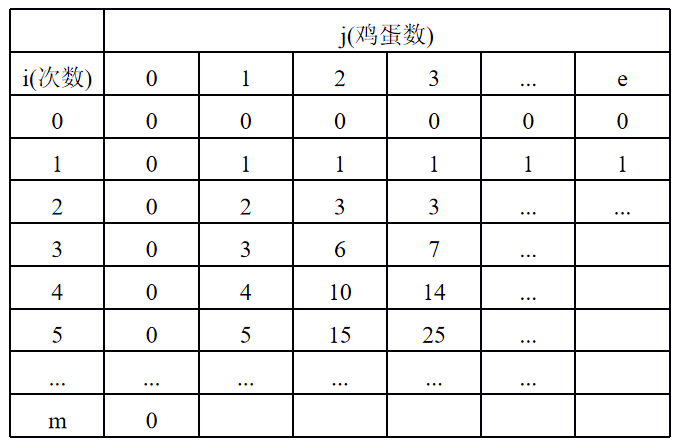 j(鸡蛋数)
i(次数) 0 1 2 3 ... e
0 0 0 0 0 0 0
1 0 1 1 1 1 1
2 0 2 3 3 ... ...
3 0 3 6 7 ...
4 0 4 10 14 ...
5 0 5 15 25 ...
... ... ... ... ... ...
m 0